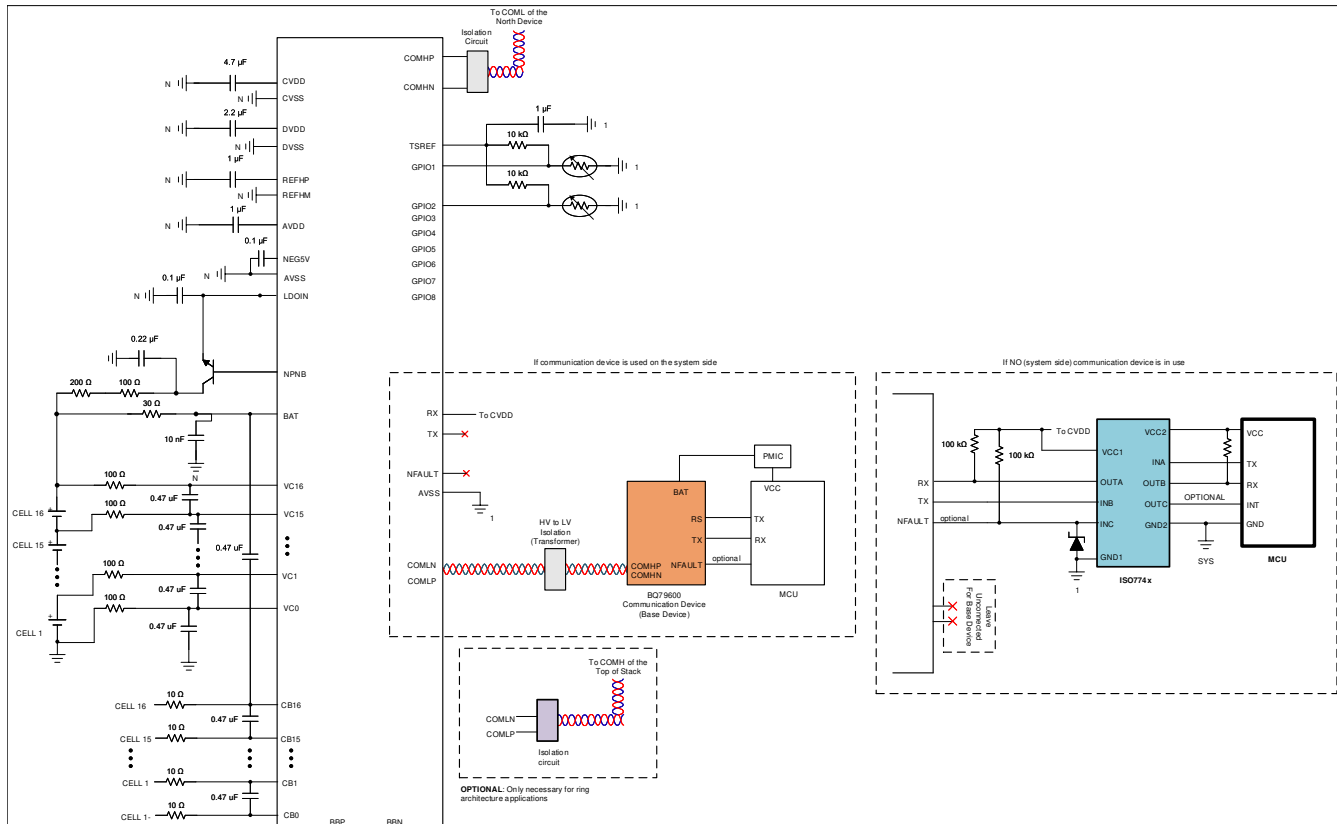 To COML of the
North Device
Isolation
Circuit
COMHP
COMHN
4.7 µF
N
CVDD
N
CVSS
2.2 µF
N
DVDD
N
DVSS
1 µF
N
REFHP
N
REFHM
1 µF
N
AVDD
0.1 µF
NEG5V
N
AVSS
0.1 µF
N
LDOIN
1 µF
1
TSREF
10 kΩ
GPIO1
1
10 kΩ
GPIO2
1
GPIO3
GPIO4
GPIO5
GPIO6
GPIO7
GPIO8
0.22 µF
NPNB
200 Ω
100 Ω
30 Ω
BAT
10 nF
N
100 Ω
VC16
0.47 uF
100 Ω
VC15
CELL 16
+
0.47 uF
CELL 15
+
0.47 uF
100 Ω
VC1
+
0.47 uF
100 Ω
VC0
CELL 1
0.47 uF
CELL 16
10 Ω
CB16
0.47 uF
CELL 15
10 Ω
CB15
CELL 1
10 Ω
CB1
0.47 uF
CELL 1-
10 Ω
CB0
BBP
BBN
If communication device is used on the system side
RX
To CVDD
TX
NFAULT
AVSS
1
PMIC
BAT
VCC
HV to LV
Isolation
(Transformer)
RS
TX
TX
RX
COMLN
COMLP
COMHP
COMHN
NFAULT
optional
BQ79600
Communication Device
(Base Device)
MCU
To COMH of the
Top of Stack
COMLN
COMLP
Isolation
circuit
OPTIONAL: Only necessary for ring
architecture applications
If NO (system side) communication device is in use
To CVDD
100 kΩ
100 kΩ
VCC1
VCC2
VCC
RX
OUTA
INA
TX
TX
INB
OUTB
RX
NFAULT
optional
INC
OUTC
OPTIONAL
INT
GND2
GND
GND1
SYS
MCU
1
ISO774x
Leave
Unconnected
For Base Device